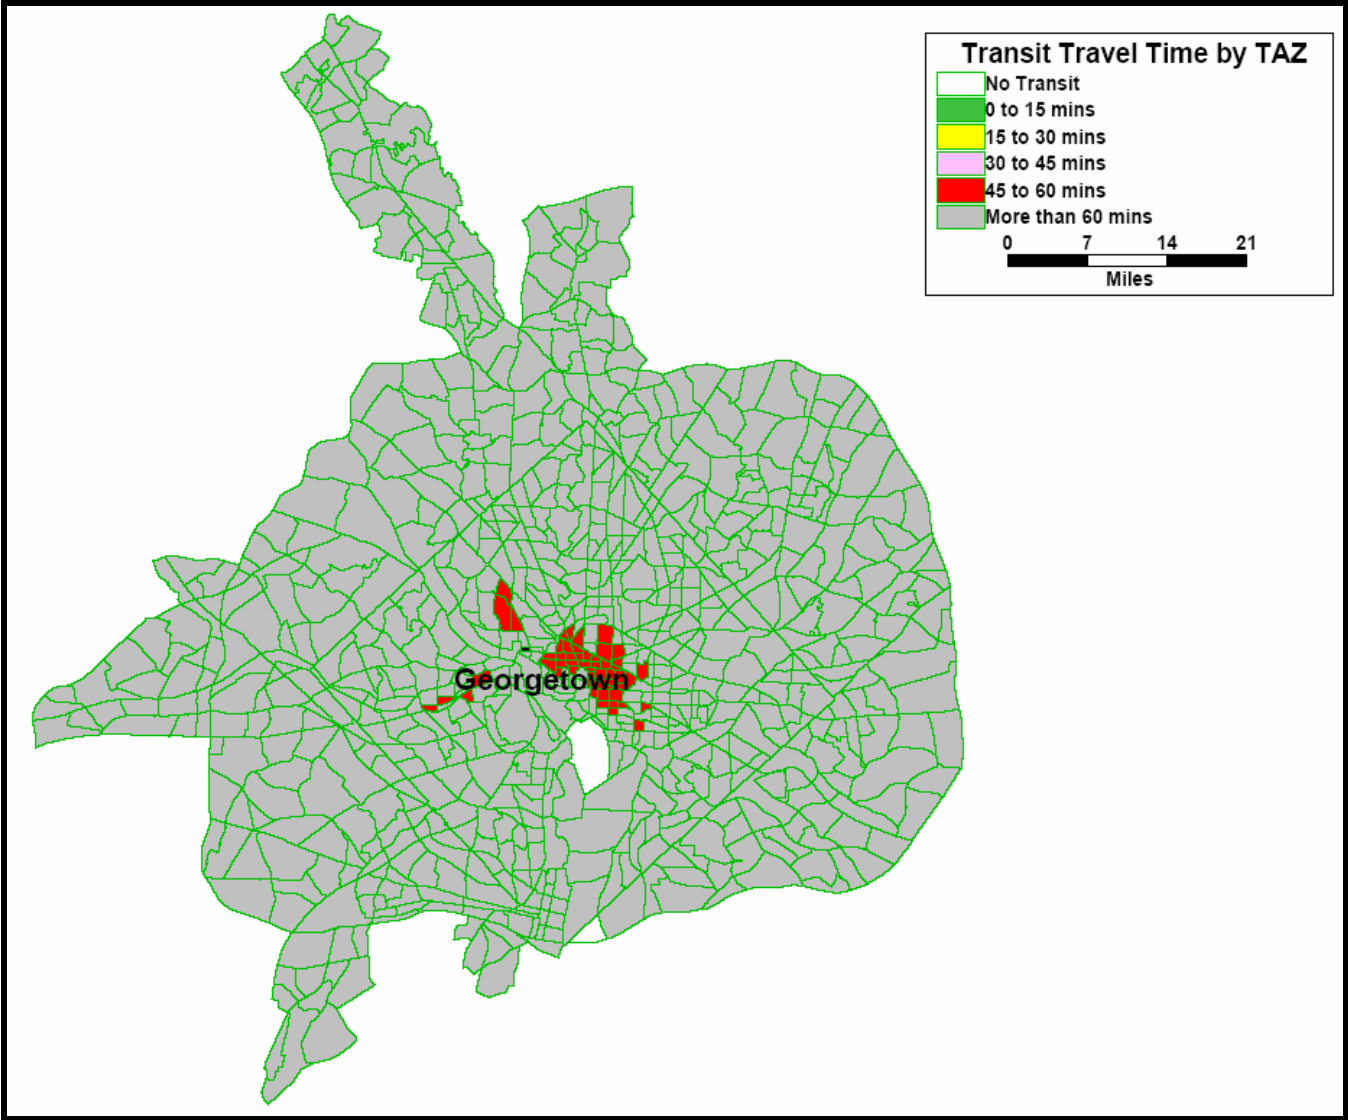 Transit Travel Time by TAZ
No Transit
0 to 15 mins
15 to 30 mins
30 to 45 mins
45 to 60 mins
More than 60 mins
0 7 14 21
Miles
Georgetown